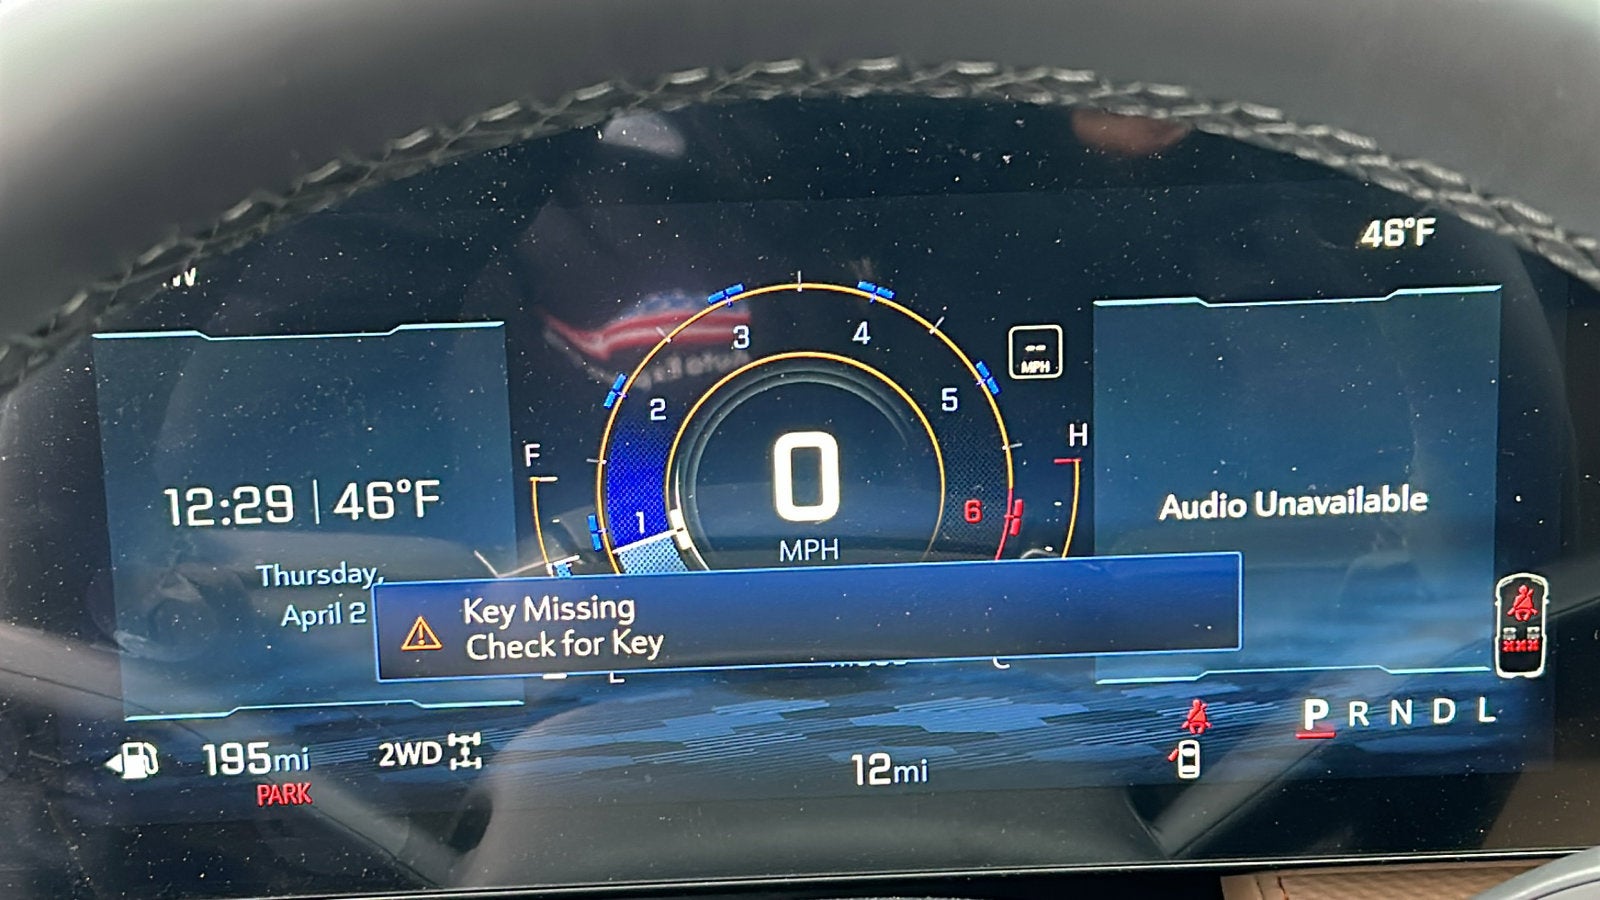 W
46°F
3
4
-- MPH
2
5
F
H
12:29 | 46°F
0
Audio Unavailable
1
6
MPH
Thursday,
April 2
Key Missing
Check for Key
P R N D L
195mi
2WD
12mi
PARK